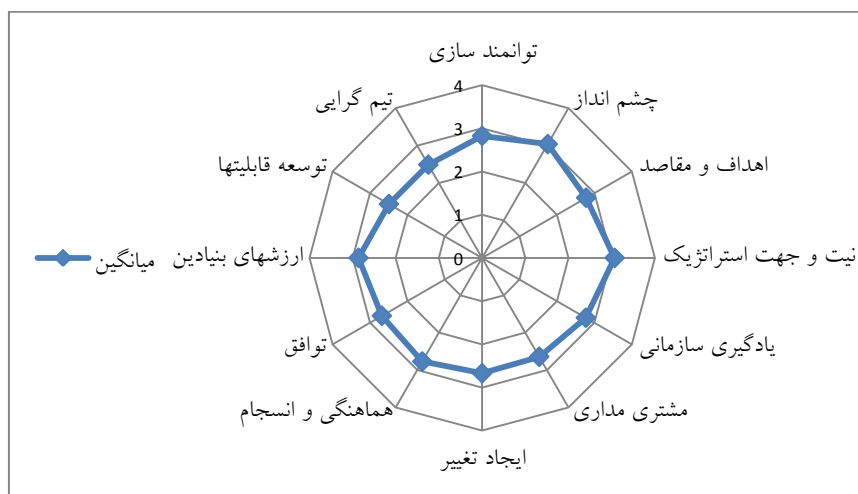 توانمند سازی
چشم انداز
اهداف و مقاصد
نیت و جهت استراتژیک
یادگیری سازمانی
مشتری مداری
ایجاد تغییر
هماهنگی و انسجام
توافق
ارزشهای بنیادین
توسعه قابلیتها
تیم گرایی
4
3
2
1
0
میانگین